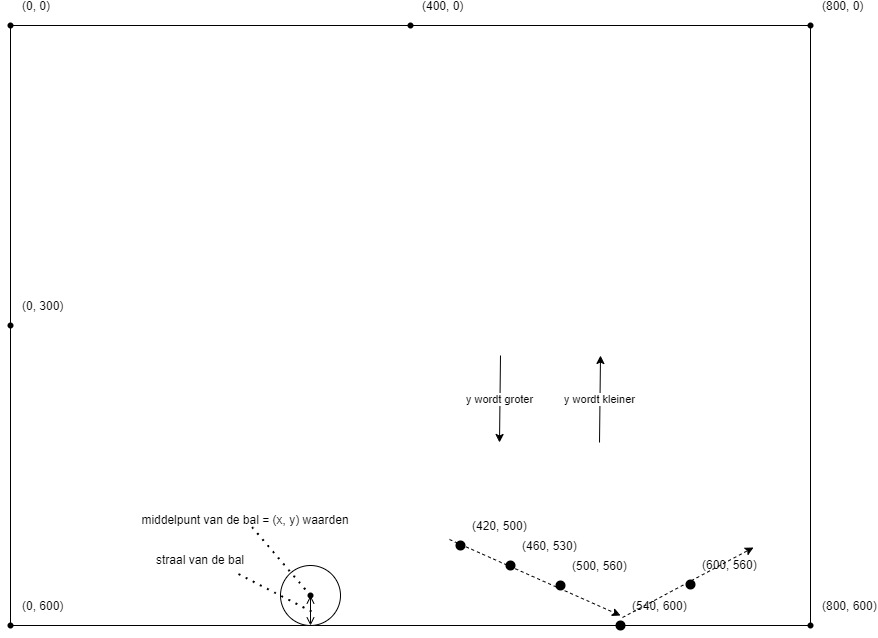 (0, 0)
(400, 0)
(800, 0)
(0, 300)
y wordt groter
y wordt kleiner
middelpunt van de bal = (x, y) waarden
(420, 500)
(460, 530)
straal van de bal
(500, 560)
(600, 560)
(0, 600)
(540, 600)
(800, 600)